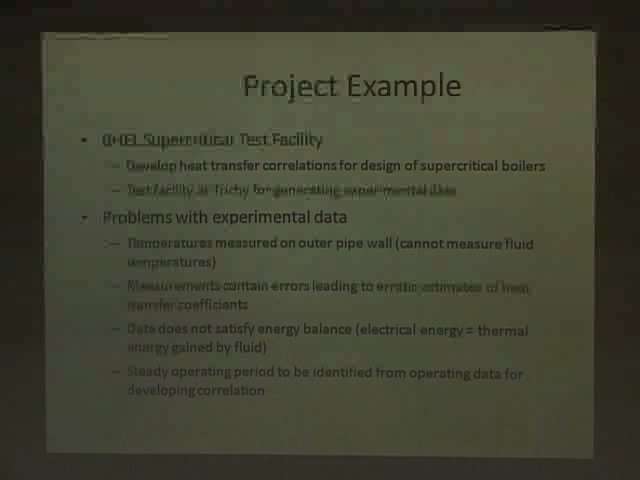 Project Example
• BHEL Supercritical Test Facility
– Develop heat transfer correlations for design of supercritical boilers
– Test facility at Trichy for generating experimental data
• Problems with experimental data
– Temperatures measured on outer pipe wall (cannot measure fluid
temperatures)
– Measurements contain errors leading to erratic estimates of heat
transfer coefficients
– Data does not satisfy energy balance (electrical energy = thermal
energy gained by fluid)
– Steady operating period to be identified from operating data for
developing correlation